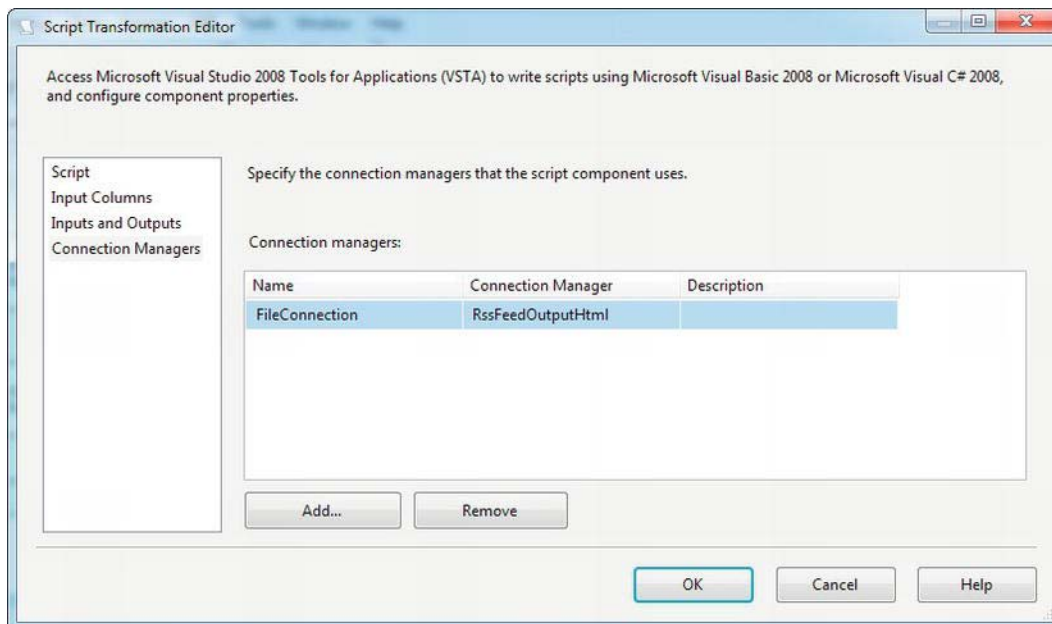 Script Transformation Editor
Access Microsoft Visual Studio 2008 Tools for Applications (VSTA) to write scripts using Microsoft Visual Basic 2008 or Microsoft Visual C# 2008,
and configure component properties.
Script
Input Columns
Inputs and Outputs
Connection Managers
Specify the connection managers that the script component uses.
Connection managers:
Name Connection Manager Description
FileConnection RssFeedOutputHtml
Add... Remove
OK Cancel Help